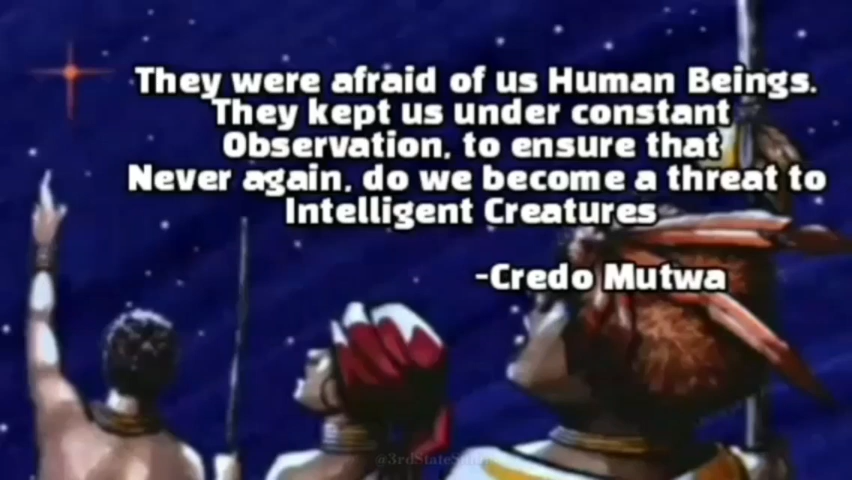 They were afraid of us Human Beings.
They kept us under constant
Observation, to ensure that
Never again, do we become a threat to
Intelligent Creatures
-Credo Mutwa